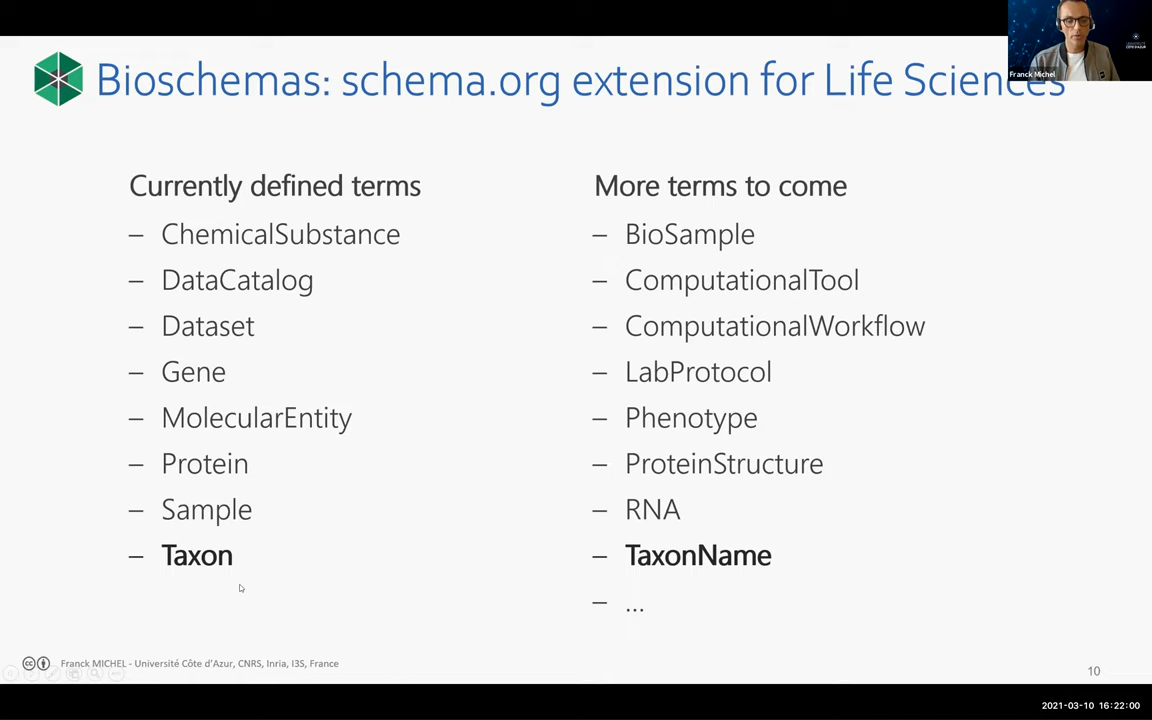 Franck Michel
Bioschemas: schema.org extension for Life Sciences
Currently defined terms
– ChemicalSubstance
– DataCatalog
– Dataset
– Gene
– MolecularEntity
– Protein
– Sample
– Taxon
More terms to come
– BioSample
– ComputationalTool
– ComputationalWorkflow
– LabProtocol
– Phenotype
– ProteinStructure
– RNA
– TaxonName
– ...
Franck MICHEL - Université Côte d’Azur, CNRS, Inria, I3S, France
10
2021-03-10 16:22:00